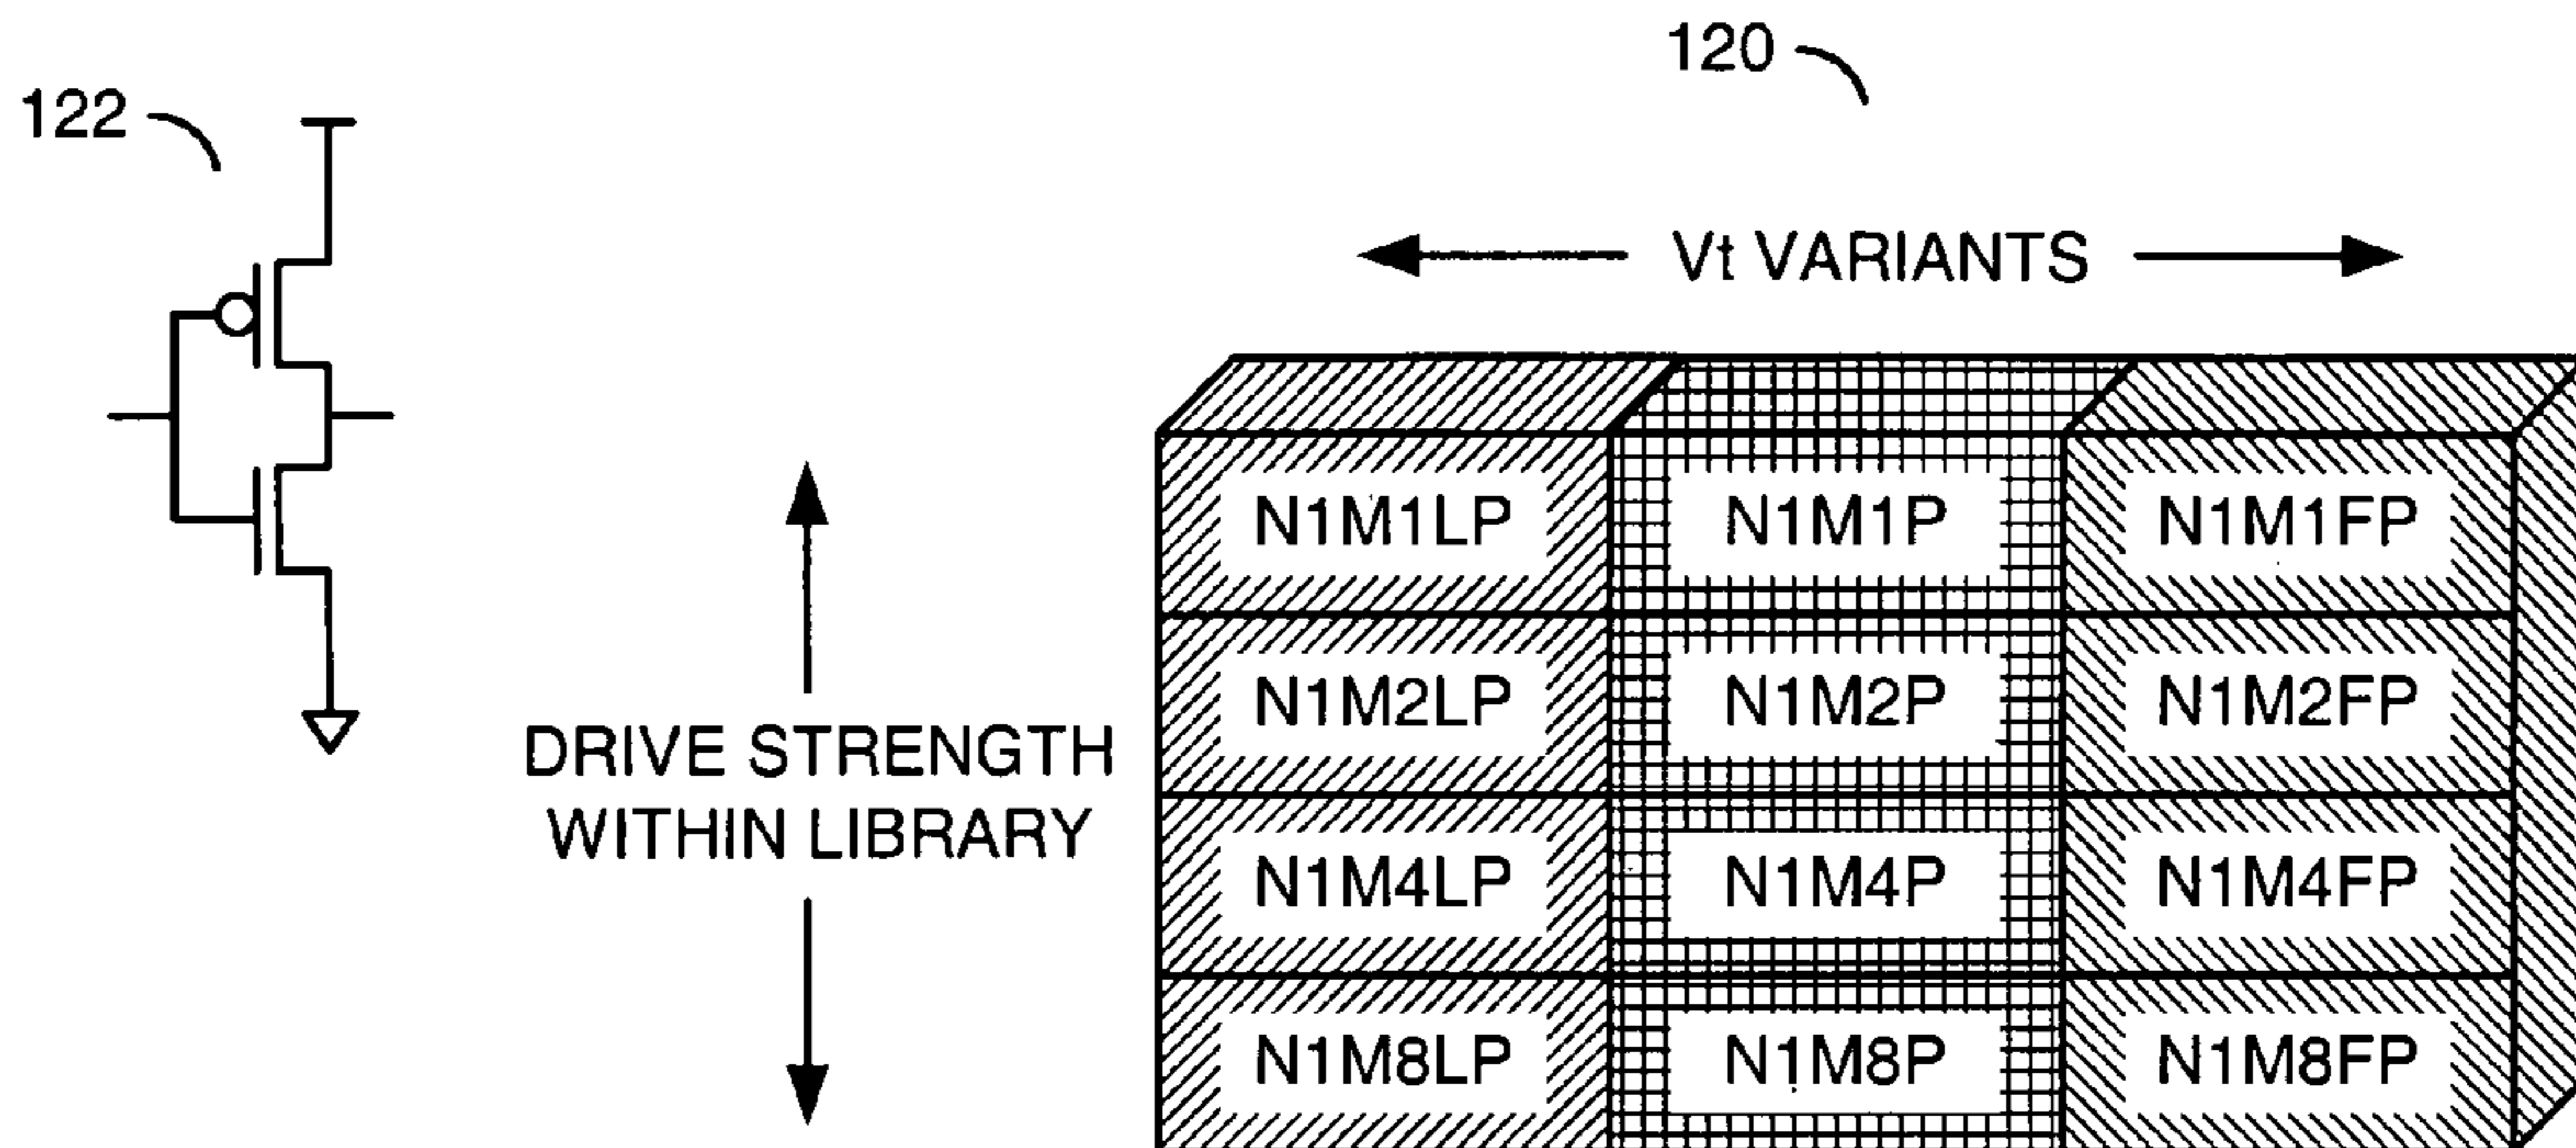 120
122
Vt VARIANTS
N1M1LP N1M1P N1M1FP
N1M2LP N1M2P N1M2FP
DRIVE STRENGTH
WITHIN LIBRARY
N1M4LP N1M4P N1M4FP
N1M8LP N1M8P N1M8FP